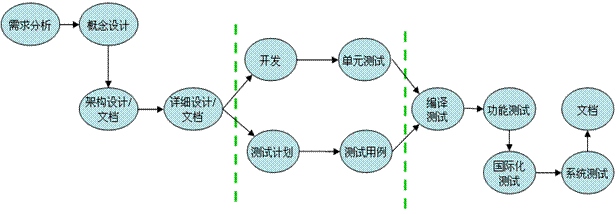 需求分析
概念设计
架构设计/
文档
详细设计/
文档
开发
单元测试
测试计划
测试用例
编译
测试
功能测试
国际化
测试
系统测试
文档